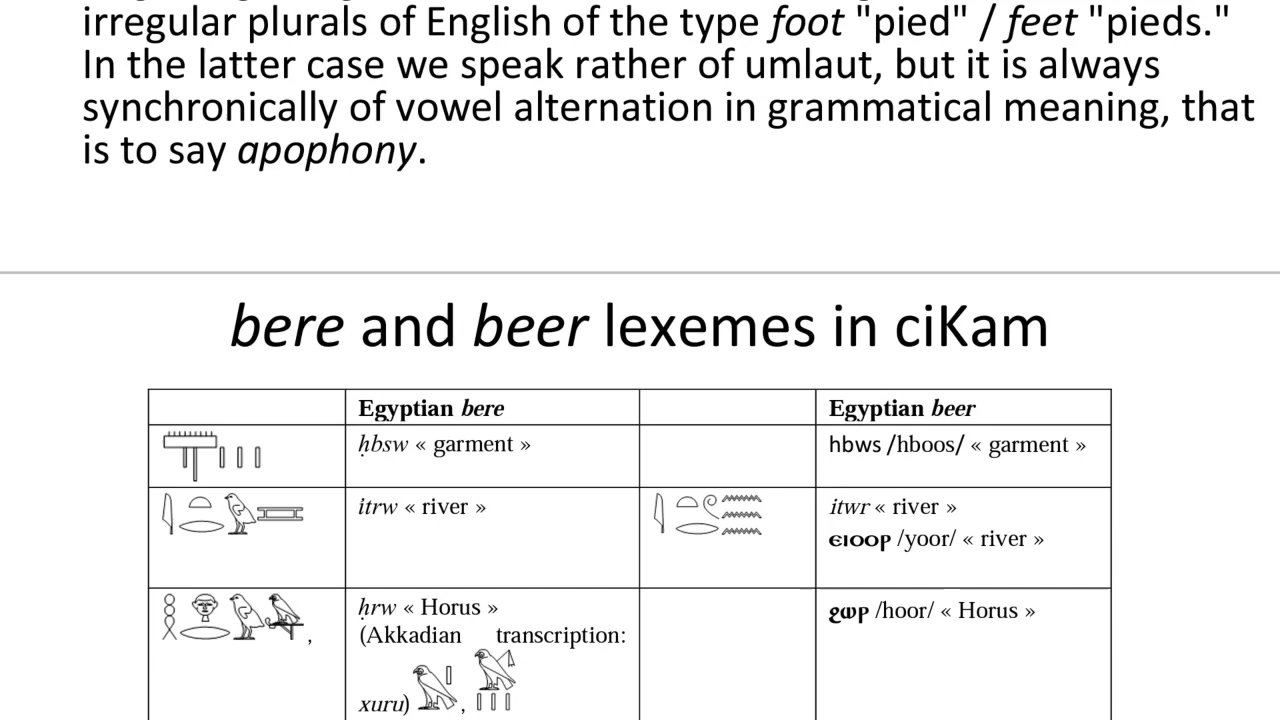 irregular plurals of English of the type foot "pied" / feet "pieds."
In the latter case we speak rather of umlaut, but it is always
synchronically of vowel alternation in grammatical meaning, that
is to say apophony.
bere and beer lexemes in ciKam
Egyptian bere
Egyptian beer
ḥbsw « garment »
hbws /hboos/ « garment »
itrw « river »
itwr « river »
ⲉⲓⲟⲟⲣ /yoor/ « river »
ḥrw « Horus »
(Akkadian transcription:
xuru) ,
ϩⲱⲣ /hoor/ « Horus »